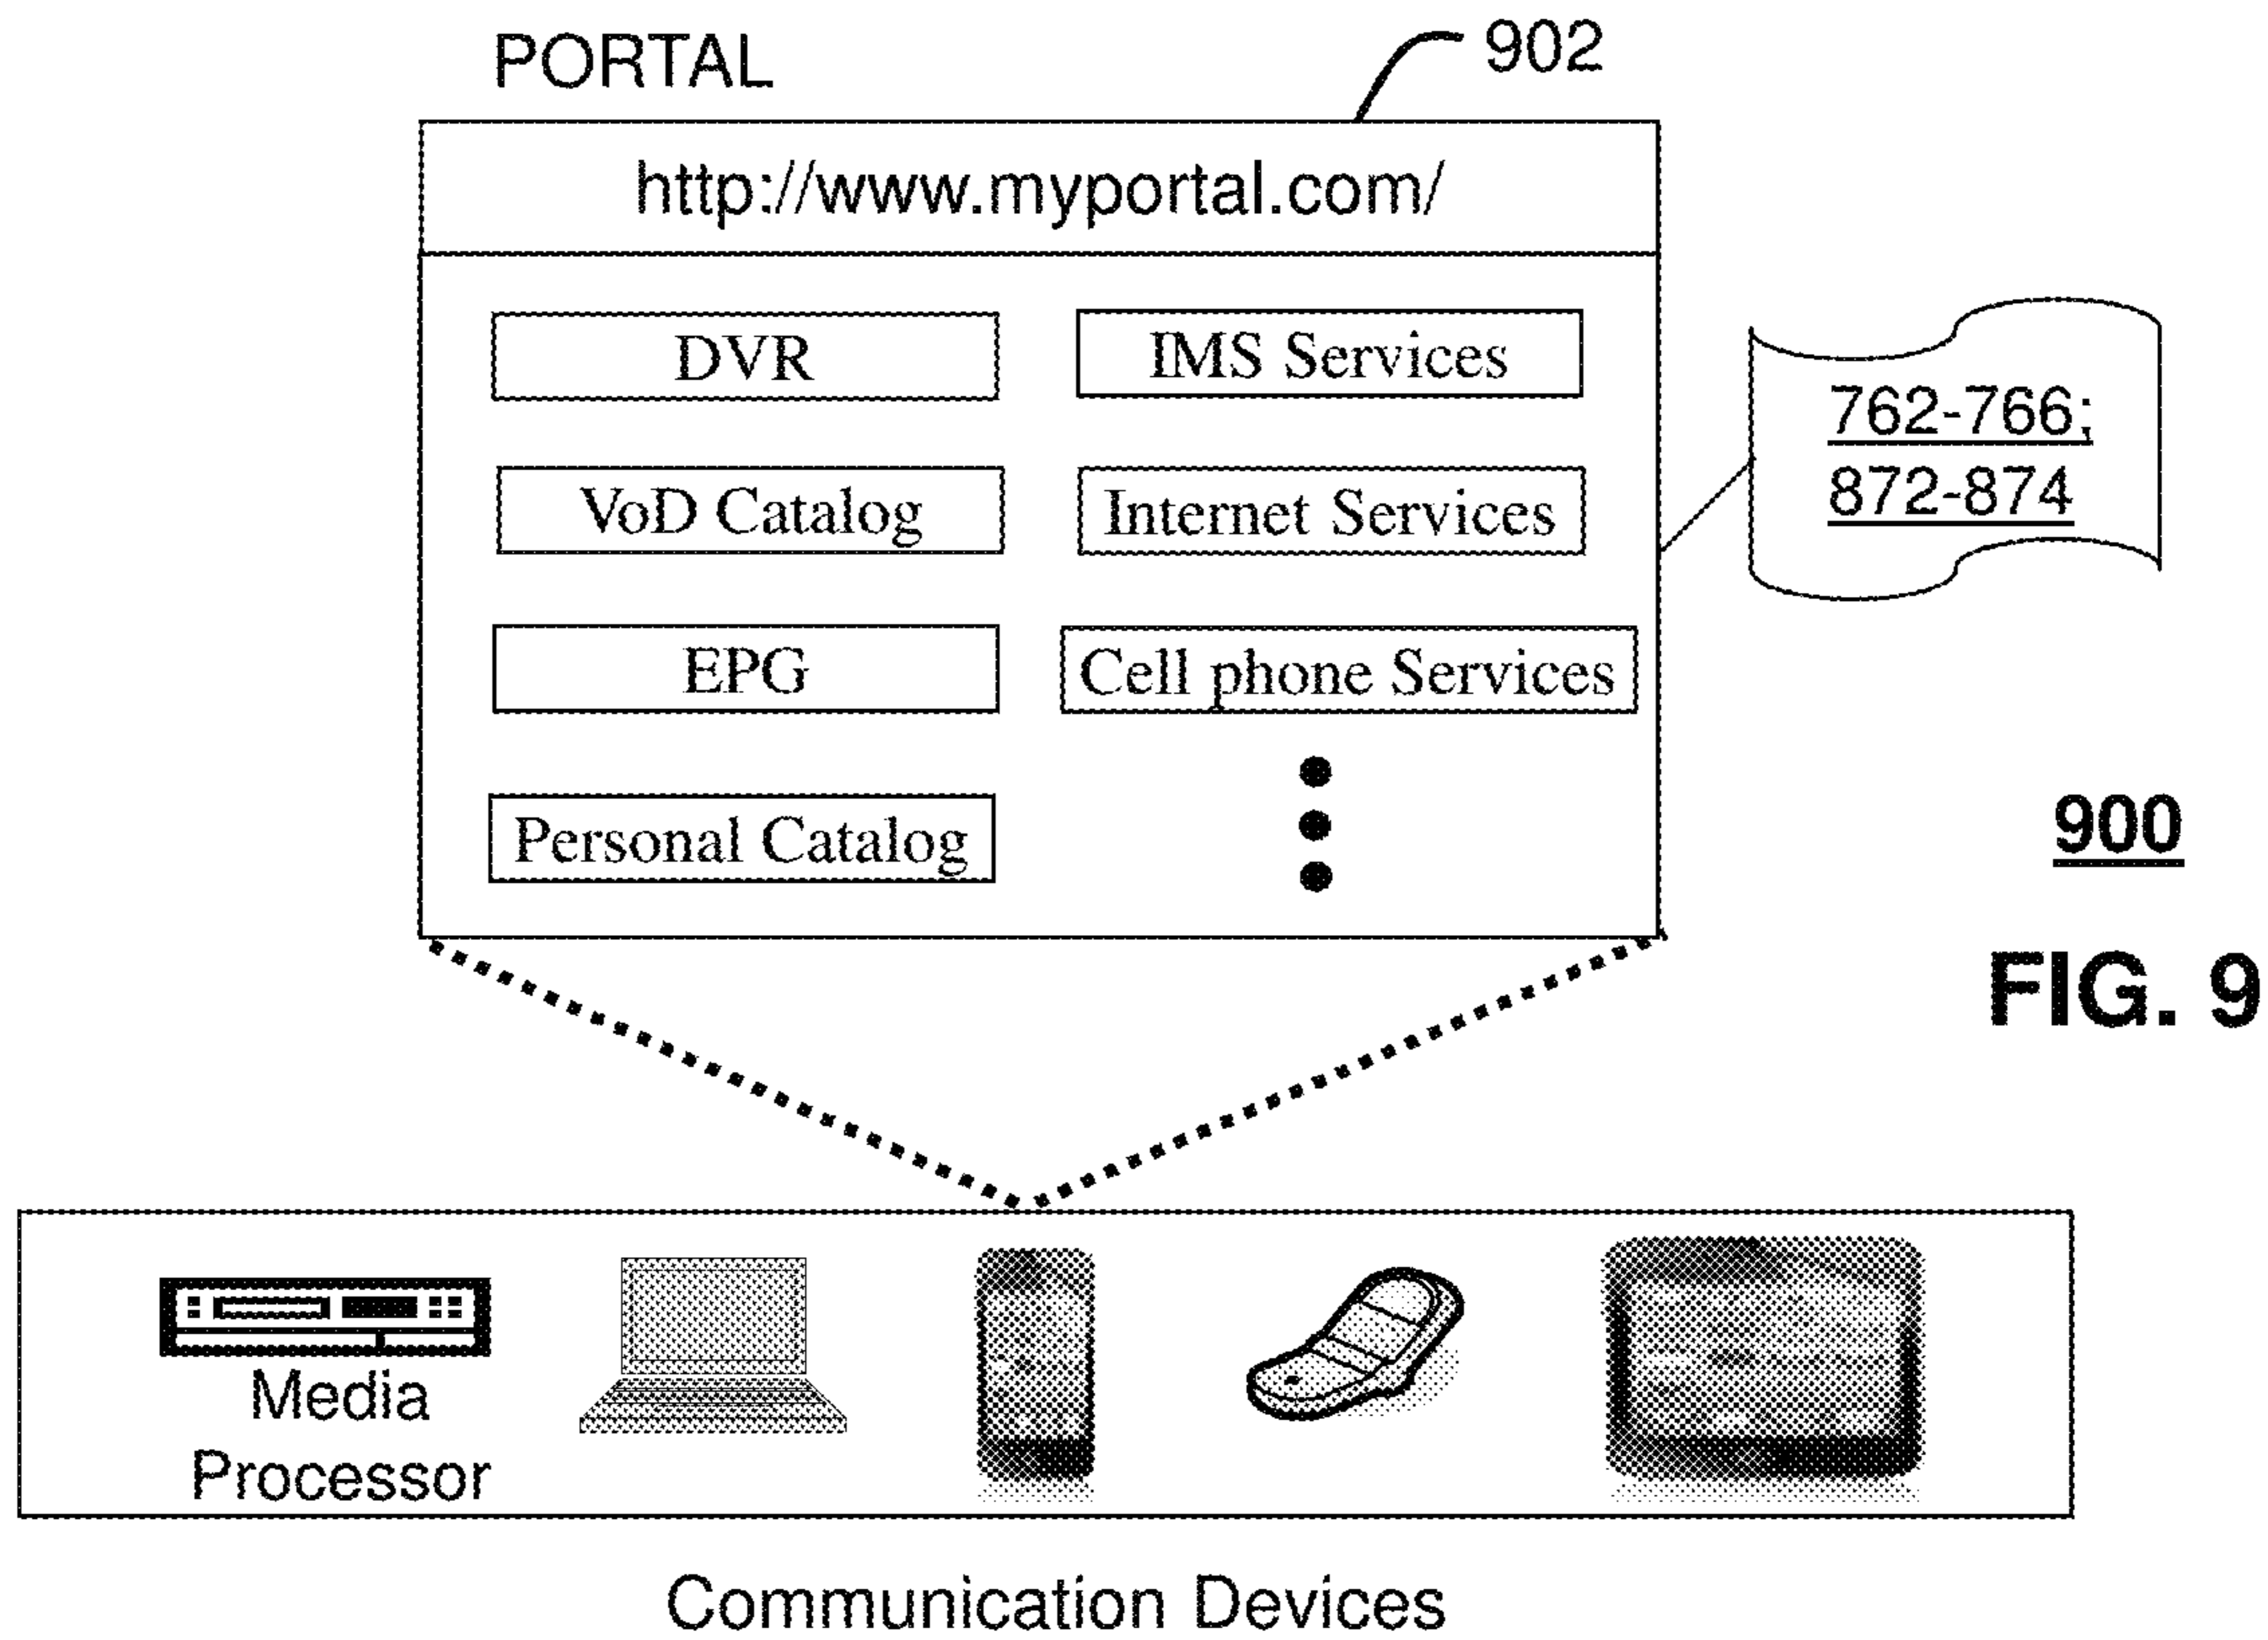 PORTAL
902
http://www.myportal.com/
DVR
IMS Services
VoD Catalog
Internet Services
EPG
Cell phone Services
Personal Catalog
762-766;
872-874
900
FIG. 9
Media
Processor
Communication Devices